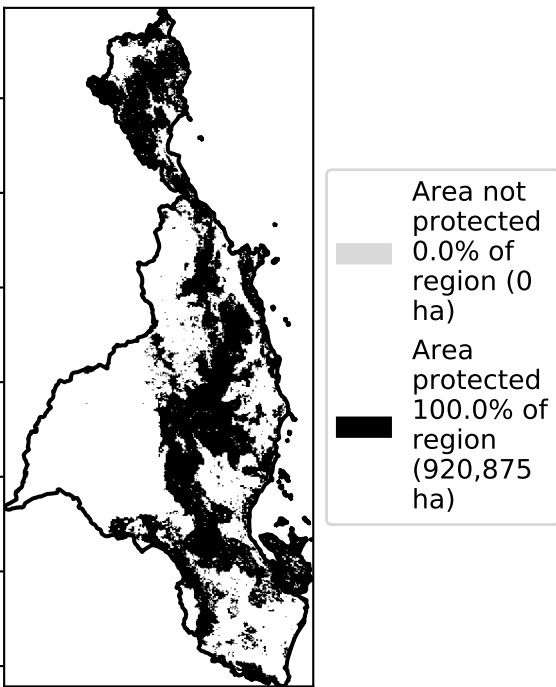 Area not
protected
0.0% of
region (0
ha)
Area
protected
100.0% of
region
(920,875
ha)